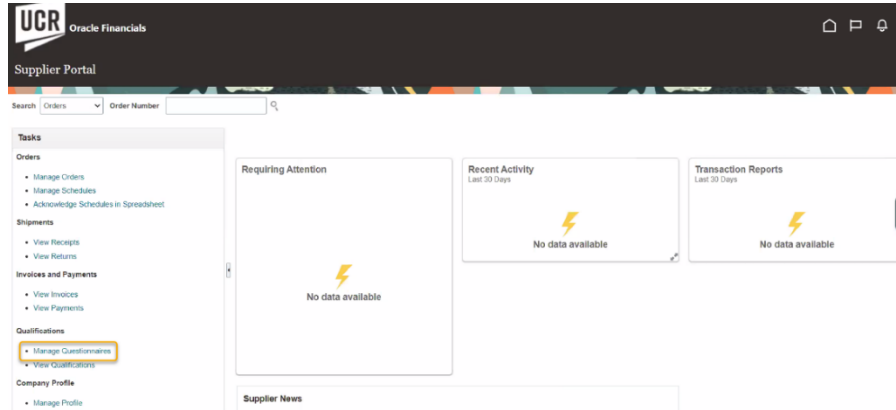 UCR Oracle Financials
Supplier Portal
Search Orders Order Number
Tasks
Orders
Manage Orders
Manage Schedules
Acknowledge Schedules in Spreadsheet
Shipments
View Receipts
View Returns
Invoices and Payments
View Invoices
View Payments
Qualifications
Manage Questionnaires
View Qualifications
Company Profile
Manage Profile
Requiring Attention
No data available
Recent Activity
Last 30 Days
No data available
Transaction Reports
Last 30 Days
No data available
Supplier News